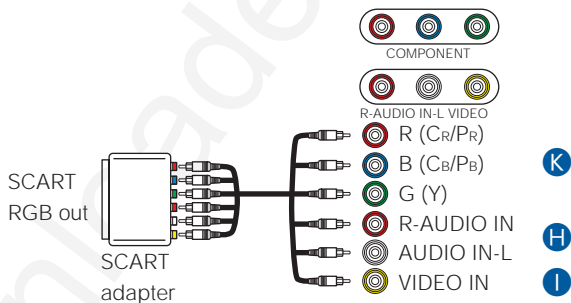 COMPONENT
R-AUDIO IN-L VIDEO
R (CR/PR)
B (CB/PB)
K
G (Y)
SCART
RGB out
R-AUDIO IN
H
AUDIO IN-L
SCART
adapter
VIDEO IN
I